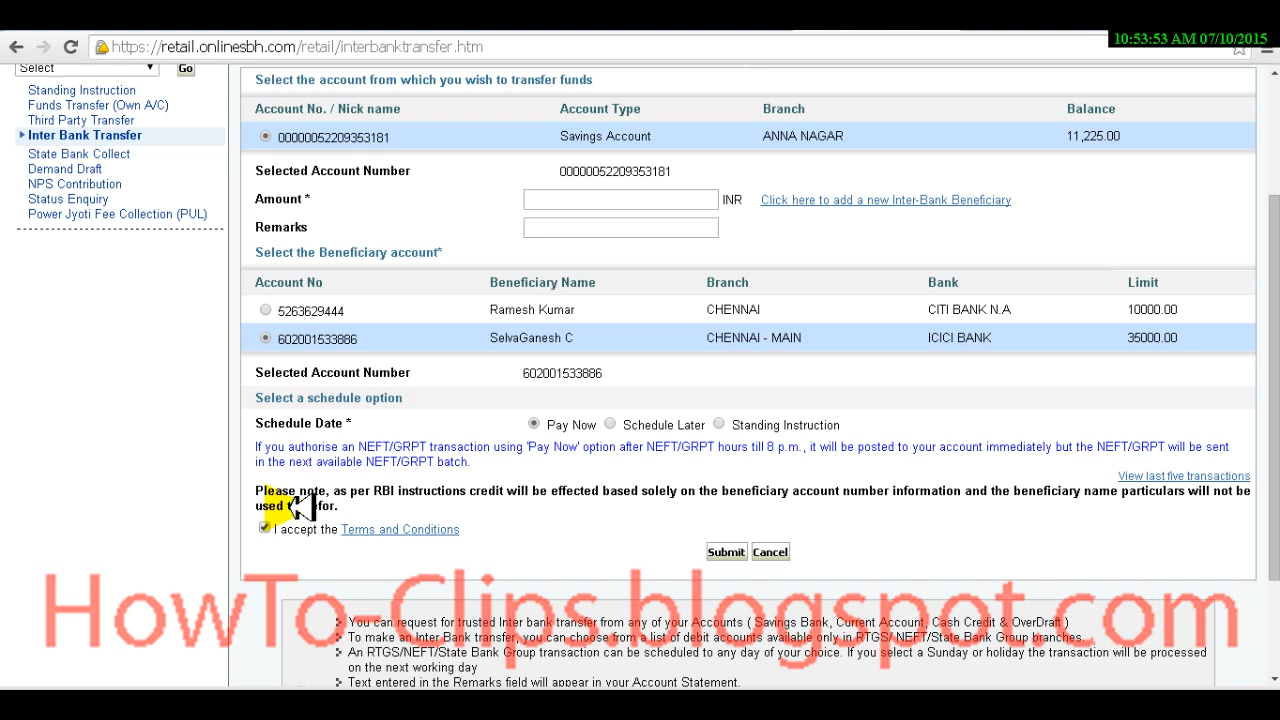 10:53:53 AM 07/10/2015
https://retail.onlinesbh.com/retail/interbanktransfer.htm
Select Go
Standing Instruction
Funds Transfer (Own A/C)
Third Party Transfer
Inter Bank Transfer
State Bank Collect
Demand Draft
NPS Contribution
Status Enquiry
Power Jyoti Fee Collection (PUL)
Select the account from which you wish to transfer funds
Account No. / Nick name Account Type Branch Balance
00000052209353181 Savings Account ANNA NAGAR 11,225.00
Selected Account Number 00000052209353181
Amount * INR Click here to add a new Inter-Bank Beneficiary
Remarks
Select the Beneficiary account*
Account No Beneficiary Name Branch Bank Limit
5263629444 Ramesh Kumar CHENNAI CITI BANK N.A 10000.00
602001533886 SelvaGanesh C CHENNAI - MAIN ICICI BANK 35000.00
Selected Account Number 602001533886
Select a schedule option
Schedule Date * Pay Now Schedule Later Standing Instruction
If you authorise an NEFT/GRPT transaction using 'Pay Now' option after NEFT/GRPT hours till 8 p.m., it will be posted to your account immediately but the NEFT/GRPT will be sent
in the next available NEFT/GRPT batch.
View last five transactions
Please note, as per RBI instructions credit will be effected based solely on the beneficiary account number information and the beneficiary name particulars will not be
used for.
I accept the Terms and Conditions
Submit Cancel
HowTo-Clips.blogspot.com
You can request for trusted Inter bank transfer from any of your Accounts ( Savings Bank, Current Account, Cash Credit & OverDraft )
To make an Inter Bank transfer, you can choose from a list of debit accounts available only in RTGS/ NEFT/State Bank Group branches.
An RTGS/NEFT/State Bank Group transaction can be scheduled to any day of your choice. If you select a Sunday or holiday the transaction will be processed
on the next working day
Text entered in the Remarks field will appear in your Account Statement.